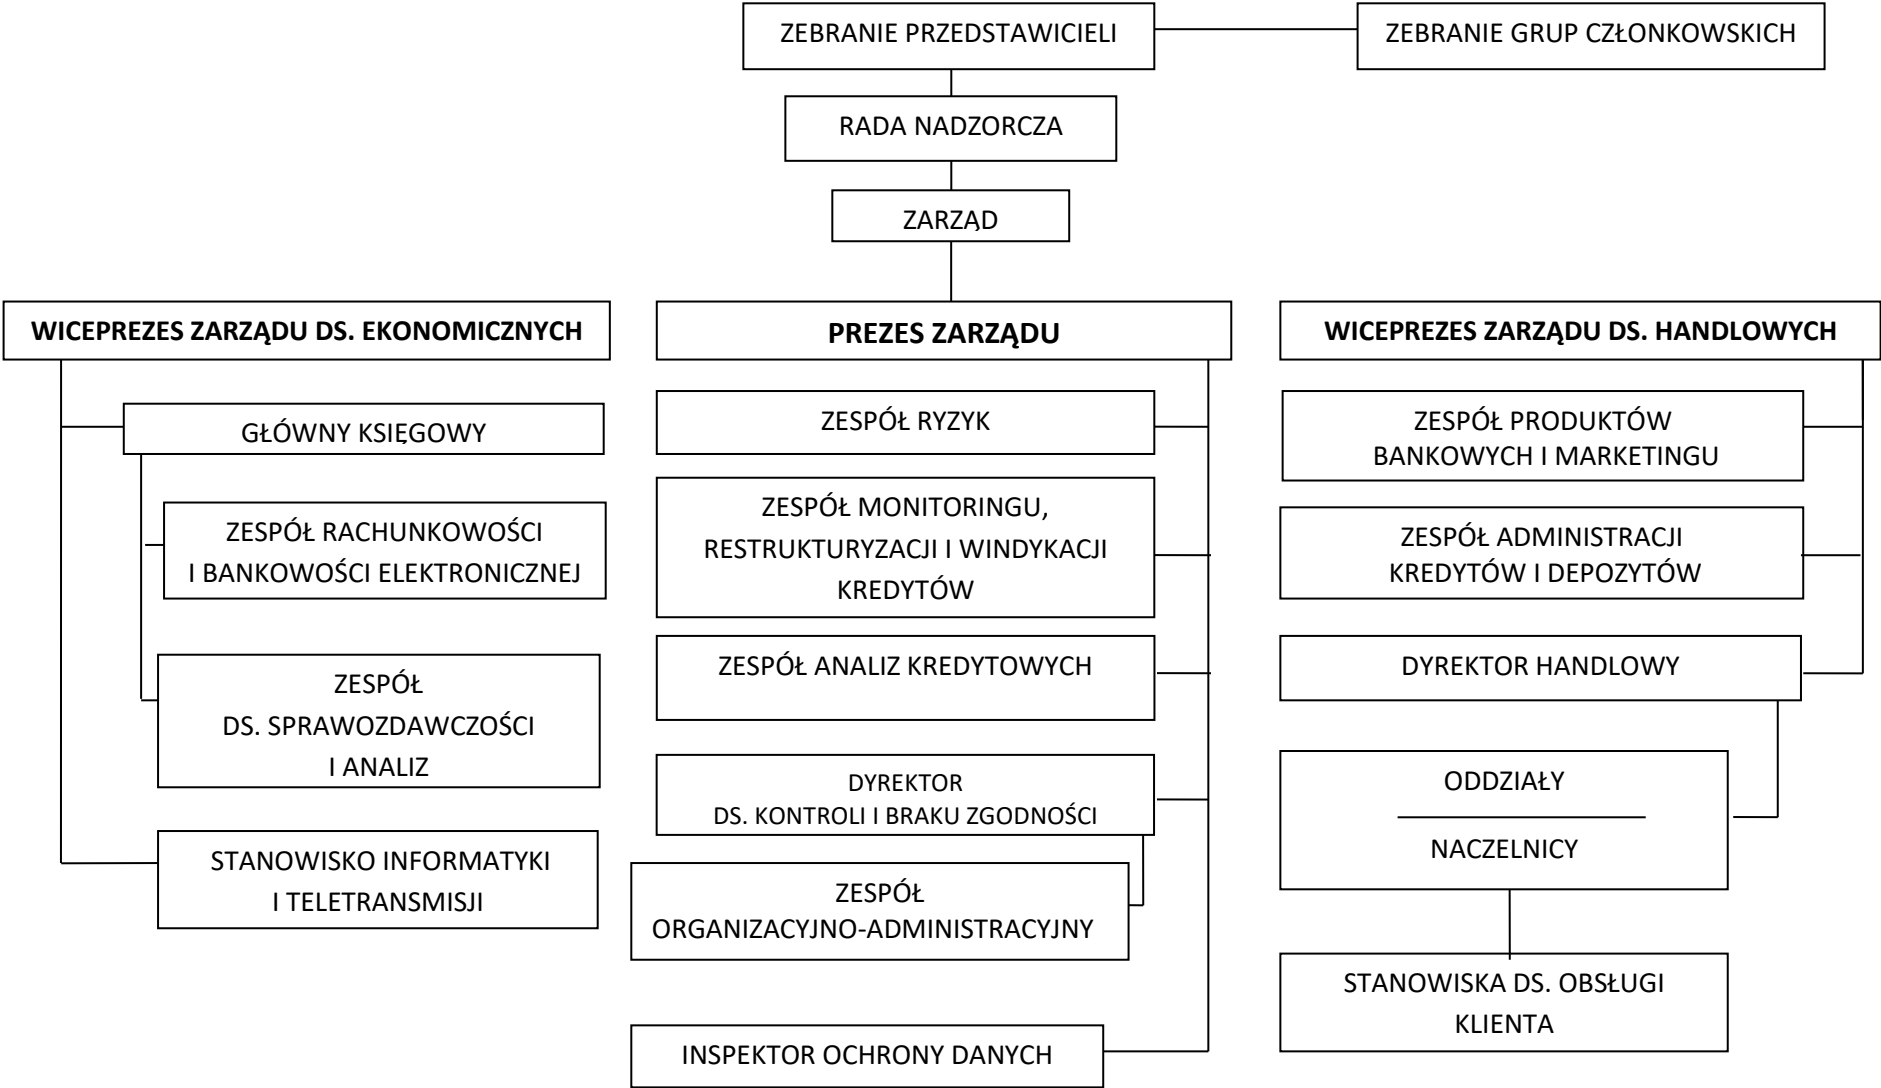 ZEBRANIE PRZEDSTAWICIELI
ZEBRANIE GRUP CZŁONKOWSKICH
RADA NADZORCZA
ZARZĄD
WICEPREZES ZARZĄDU DS. EKONOMICZNYCH
GŁÓWNY KSIĘGOWY
ZESPÓŁ RACHUNKOWOŚCI
I BANKOWOŚCI ELEKTRONICZNEJ
ZESPÓŁ
DS. SPRAWOZDAWCZOŚCI
I ANALIZ
STANOWISKO INFORMATYKI
I TELETRANSMISJI
PREZES ZARZĄDU
ZESPÓŁ RYZYK
ZESPÓŁ MONITORINGU,
RESTRUKTURYZACJI I WINDYKACJI
KREDYTÓW
ZESPÓŁ ANALIZ KREDYTOWYCH
DYREKTOR
DS. KONTROLI I BRAKU ZGODNOŚCI
ZESPÓŁ
ORGANIZACYJNO-ADMINISTRACYJNY
INSPEKTOR OCHRONY DANYCH
WICEPREZES ZARZĄDU DS. HANDLOWYCH
ZESPÓŁ PRODUKTÓW
BANKOWYCH I MARKETINGU
ZESPÓŁ ADMINISTRACJI
KREDYTÓW I DEPOZYTÓW
DYREKTOR HANDLOWY
ODDZIAŁY
NACZELNICY
STANOWISKA DS. OBSŁUGI
KLIENTA